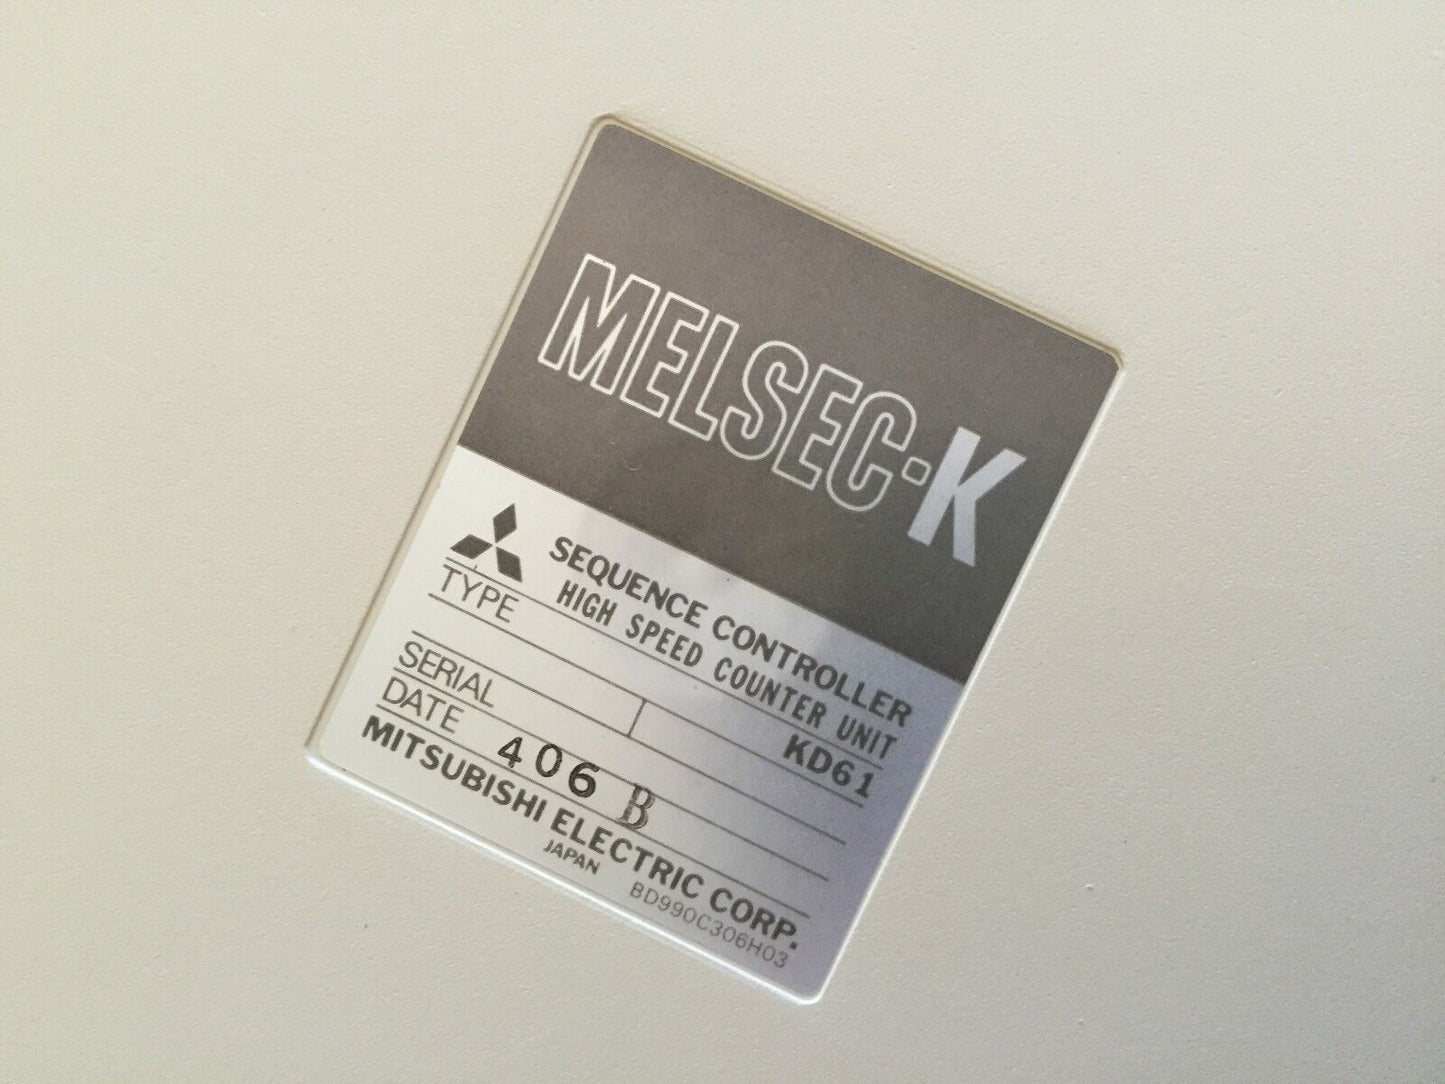 MELSEC-K
SEQUENCE CONTROLLER
HIGH SPEED COUNTER UNIT
TYPE KD61
SERIAL
DATE 406 B
MITSUBISHI ELECTRIC CORP.
JAPAN BD990C306H03